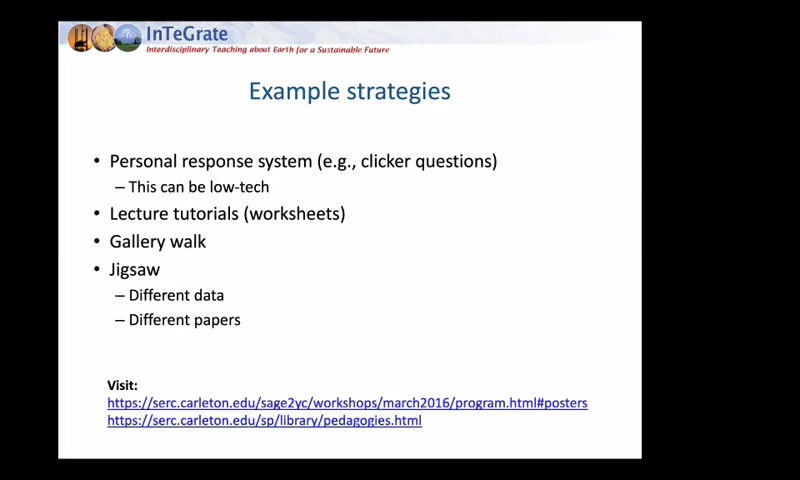 InTeGrate
Interdisciplinary Teaching about Earth for a Sustainable Future
Example strategies
• Personal response system (e.g., clicker questions)
– This can be low-tech
• Lecture tutorials (worksheets)
• Gallery walk
• Jigsaw
– Different data
– Different papers
Visit:
https://serc.carleton.edu/sage2yc/workshops/march2016/program.html#posters
https://serc.carleton.edu/sp/library/pedagogies.html